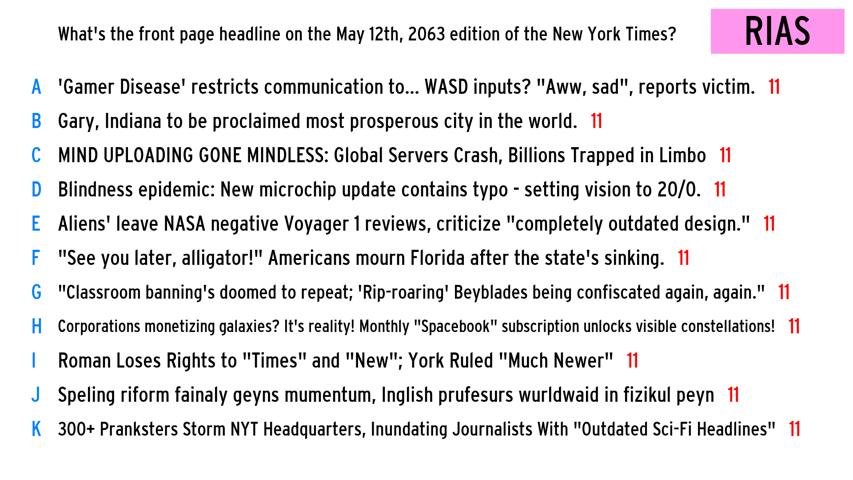 What's the front page headline on the May 12th, 2063 edition of the New York Times?
RIAS
A 'Gamer Disease' restricts communication to... WASD inputs? "Aww, sad", reports victim. 11
B Gary, Indiana to be proclaimed most prosperous city in the world. 11
C MIND UPLOADING GONE MINDLESS: Global Servers Crash, Billions Trapped in Limbo 11
D Blindness epidemic: New microchip update contains typo - setting vision to 20/0. 11
E Aliens' leave NASA negative Voyager 1 reviews, criticize "completely outdated design." 11
F "See you later, alligator!" Americans mourn Florida after the state's sinking. 11
G "Classroom banning's doomed to repeat; 'Rip-roaring' Beyblades being confiscated again, again." 11
H Corporations monetizing galaxies? It's reality! Monthly "Spacebook" subscription unlocks visible constellations! 11
I Roman Loses Rights to "Times" and "New"; York Ruled "Much Newer" 11
J Speling riform fainaly geyns mumentum, Inglish prufesurs wurldwaid in fizikul peyn 11
K 300+ Pranksters Storm NYT Headquarters, Inundating Journalists With "Outdated Sci-Fi Headlines" 11